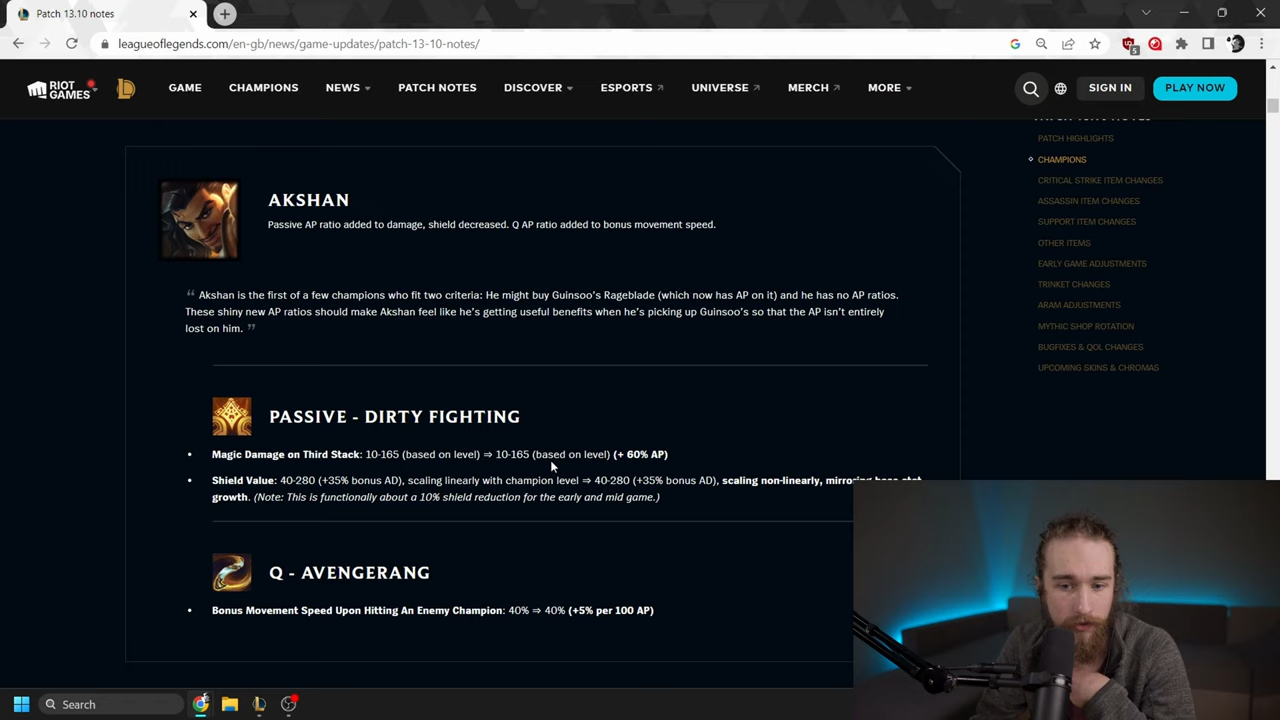 Patch 13.10 notes
leagueoflegends.com/en-gb/news/game-updates/patch-13-10-notes/
5
RIOT GAMES
GAME CHAMPIONS NEWS PATCH NOTES DISCOVER ESPORTS UNIVERSE MERCH MORE SIGN IN PLAY NOW
PATCH HIGHLIGHTS
CHAMPIONS
CRITICAL STRIKE ITEM CHANGES
ASSASSIN ITEM CHANGES
SUPPORT ITEM CHANGES
OTHER ITEMS
EARLY GAME ADJUSTMENTS
TRINKET CHANGES
ARAM ADJUSTMENTS
MYTHIC SHOP ROTATION
BUGFIXES & QOL CHANGES
UPCOMING SKINS & CHROMAS
AKSHAN
Passive AP ratio added to damage, shield decreased. Q AP ratio added to bonus movement speed.
“ Akshan is the first of a few champions who fit two criteria: He might buy Guinsoo's Rageblade (which now has AP on it) and he has no AP ratios.
These shiny new AP ratios should make Akshan feel like he's getting useful benefits when he's picking up Guinsoo's so that the AP isn't entirely
lost on him. ”
PASSIVE - DIRTY FIGHTING
• Magic Damage on Third Stack: 10-165 (based on level) ⇒ 10-165 (based on level) (+ 60% AP)
• Shield Value: 40-280 (+35% bonus AD), scaling linearly with champion level ⇒ 40-280 (+35% bonus AD), scaling non-linearly,
growth. (Note: This is functionally about a 10% shield reduction for the early and mid game.)
Q - AVENGERANG
• Bonus Movement Speed Upon Hitting An Enemy Champion: 40% ⇒ 40% (+5% per 100 AP)
Search